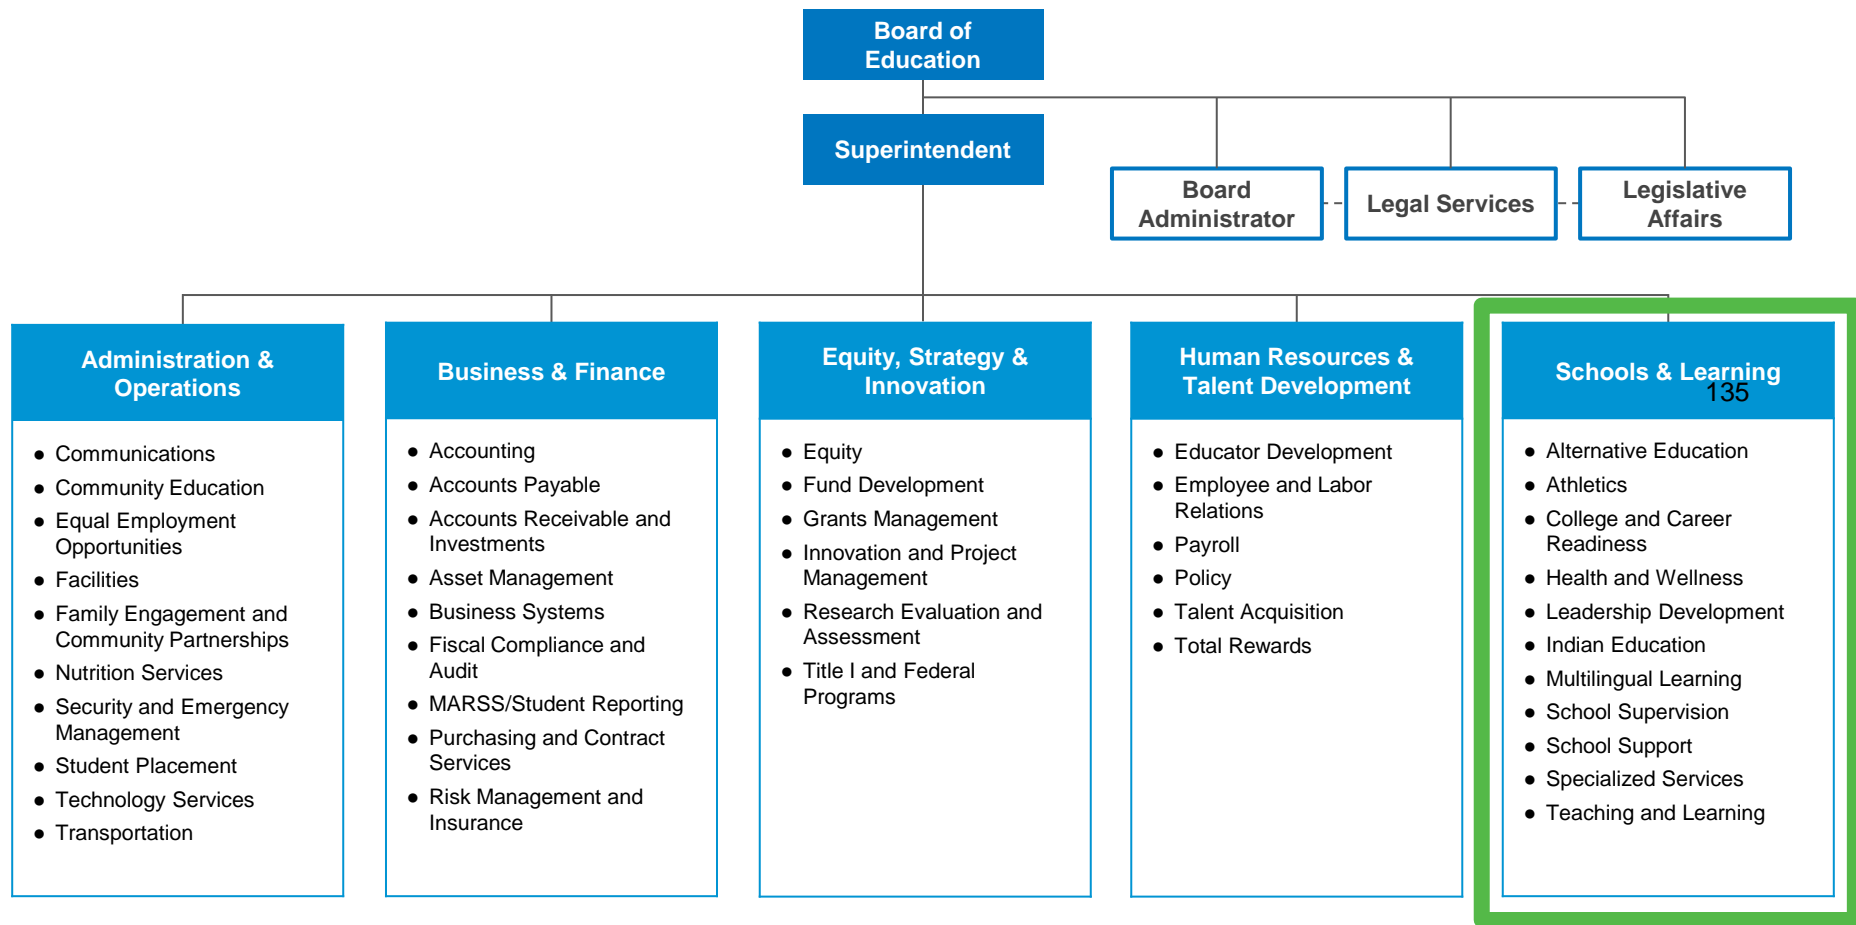 Board of
Education
Superintendent
Board
Administrator
Legal Services
Legislative
Affairs
Administration &
Operations
● Communications
● Community Education
● Equal Employment
Opportunities
● Facilities
● Family Engagement and
Community Partnerships
● Nutrition Services
● Security and Emergency
Management
● Student Placement
● Technology Services
● Transportation
Business & Finance
● Accounting
● Accounts Payable
● Accounts Receivable and
Investments
● Asset Management
● Business Systems
● Fiscal Compliance and
Audit
● MARSS/Student Reporting
● Purchasing and Contract
Services
● Risk Management and
Insurance
Equity, Strategy &
Innovation
● Equity
● Fund Development
● Grants Management
● Innovation and Project
Management
● Research Evaluation and
Assessment
● Title I and Federal
Programs
Human Resources &
Talent Development
● Educator Development
● Employee and Labor
Relations
● Payroll
● Policy
● Talent Acquisition
● Total Rewards
Schools & Learning
135
● Alternative Education
● Athletics
● College and Career
Readiness
● Health and Wellness
● Leadership Development
● Indian Education
● Multilingual Learning
● School Supervision
● School Support
● Specialized Services
● Teaching and Learning